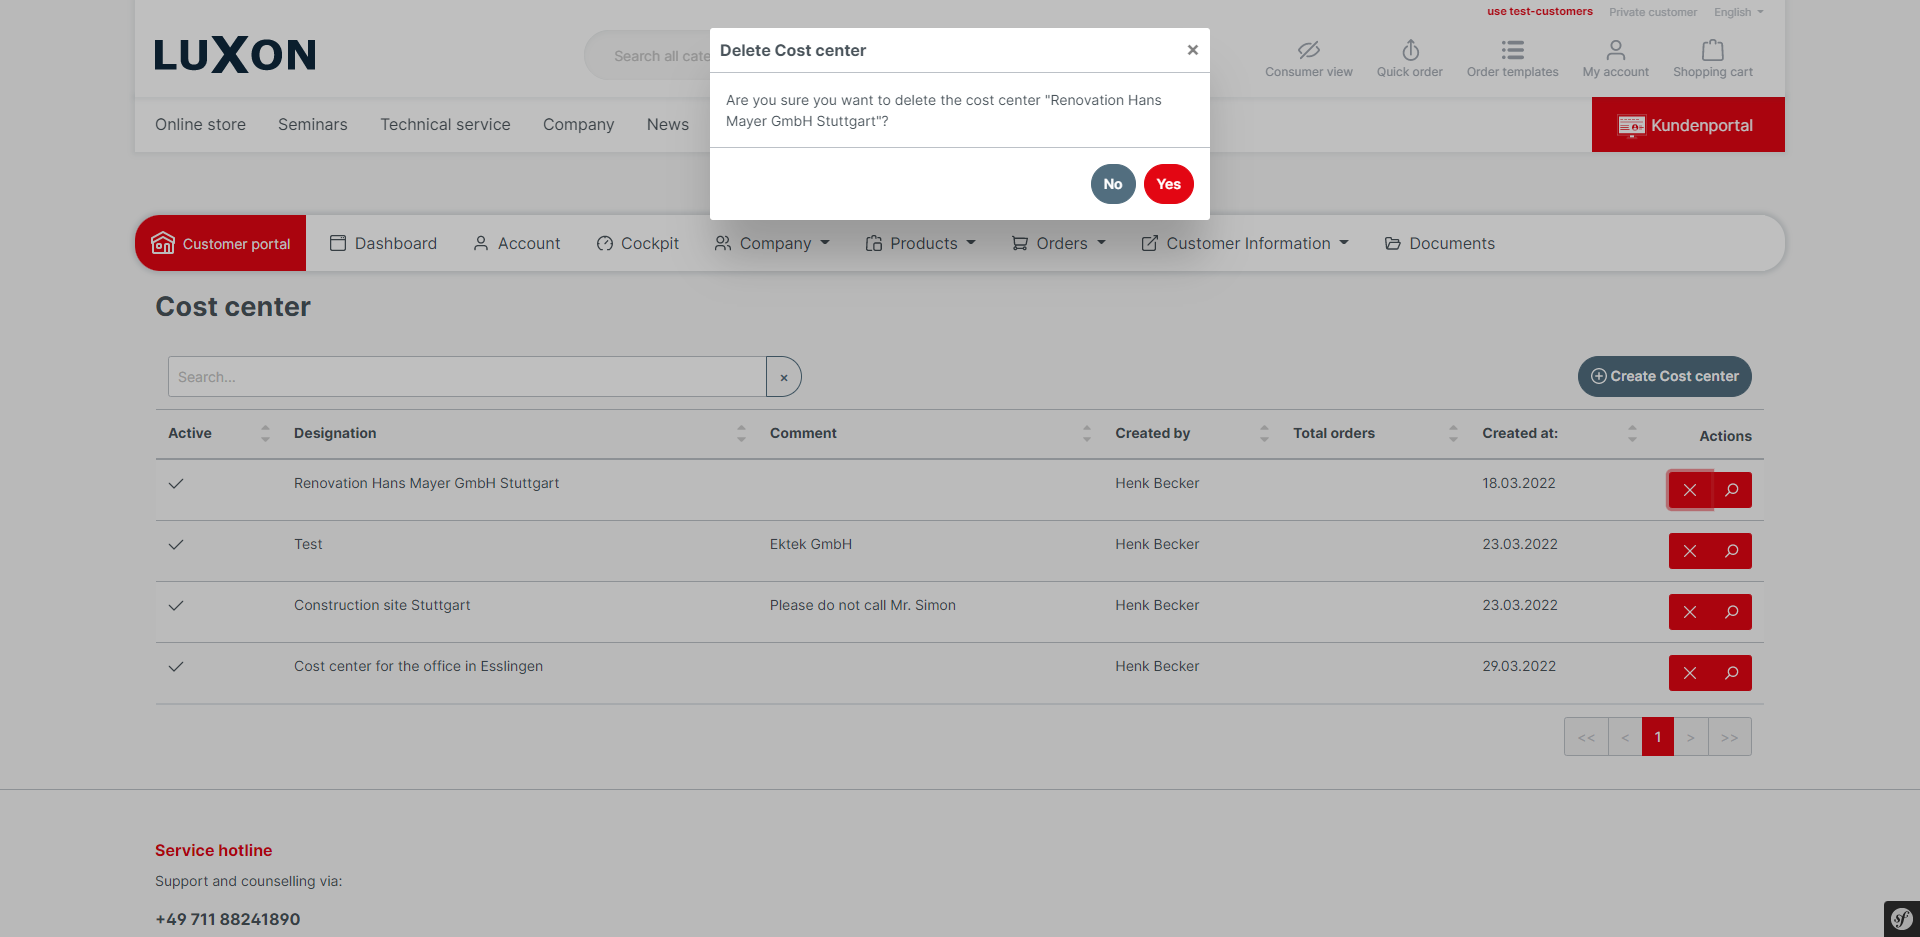 use test-customers Private customer English
LUXON
Search all cate
Consumer view Quick order Order templates My account Shopping cart
Delete Cost center ×
Are you sure you want to delete the cost center "Renovation Hans
Mayer GmbH Stuttgart"?
No Yes
Online store Seminars Technical service Company News
Kundenportal
Customer portal Dashboard Account Cockpit Company Products Orders Customer Information Documents
Cost center
Search... ×
Create Cost center
Active Designation Comment Created by Total orders Created at: Actions
Renovation Hans Mayer GmbH Stuttgart Henk Becker 18.03.2022
Test Ektek GmbH Henk Becker 23.03.2022
Construction site Stuttgart Please do not call Mr. Simon Henk Becker 23.03.2022
Cost center for the office in Esslingen Henk Becker 29.03.2022
<< < 1 > >>
Service hotline
Support and counselling via:
+49 711 88241890
sf